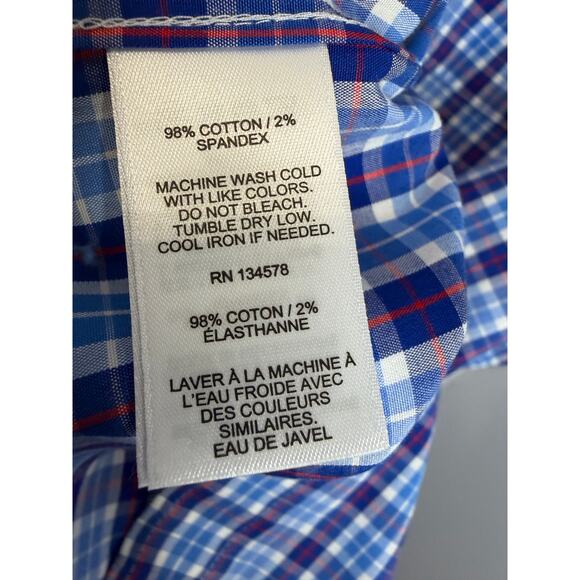 98% COTTON / 2%
SPANDEX
MACHINE WASH COLD
WITH LIKE COLORS.
DO NOT BLEACH.
TUMBLE DRY LOW.
COOL IRON IF NEEDED.
RN 134578
98% COTON / 2%
ÉLASTHANNE
LAVER À LA MACHINE À
L'EAU FROIDE AVEC
DES COULEURS
SIMILAIRES.
EAU DE JAVEL